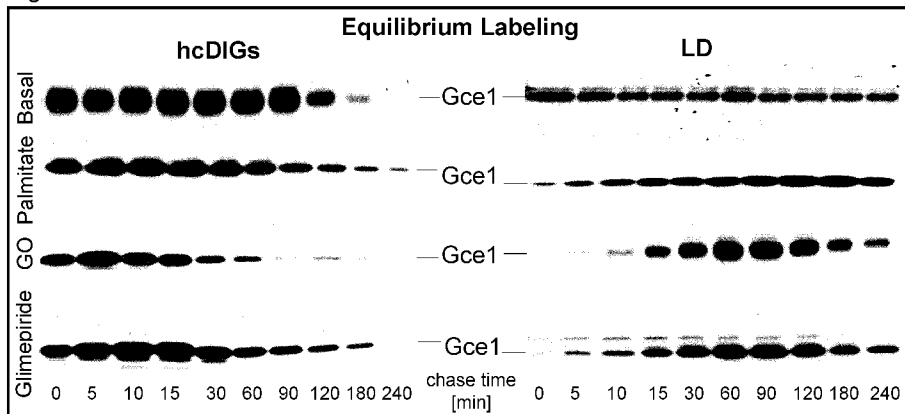 Equilibrium Labeling
hcDIGs
LD
Basal
Gce1
Palmitate
Gce1
GO
Gce1
Glimepiride
Gce1
0 5 10 15 30 60 90 120 180 240
chase time
[min]
0 5 10 15 30 60 90 120 180 240